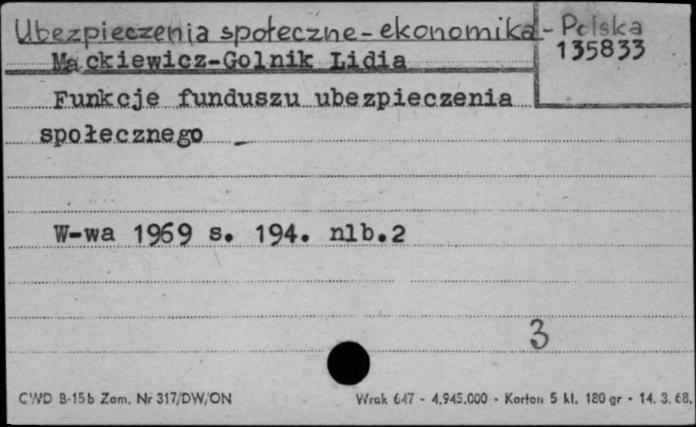 Ubezpieczenia społeczne - ekonomika - Polska
135833
Mackiewicz-Golnik Lidia
Funkcje funduszu ubezpieczenia
społecznego -
W-wa 1969 s. 194. nlb.2
3
CWD B-15b Zam. Nr 317/DW/ON Wrak 647 - 4.945.000 - Karton 5 kl. 180 gr - 14. 3. 68.